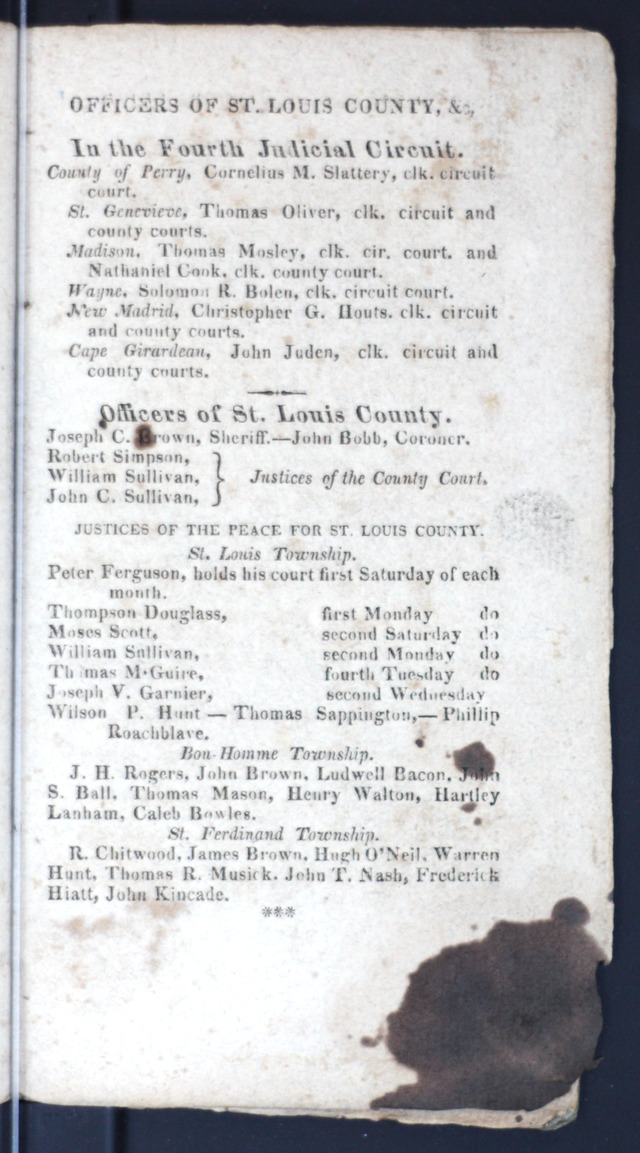 OFFICERS OF ST. LOUIS COUNTY, &c,
In the Fourth Judicial Circuit.
County of Perry, Cornelius M. Slattery, clk. circuit
court.
St. Genevieve, Thomas Oliver, clk. circuit and
county courts.
Madison, Thomas Mosley, clk. cir. court. and
Nathaniel Cook, clk. county court.
Wayne, Solomon R. Bolen, clk. circuit court.
New Madrid, Christopher G. Houts. clk. circuit
and county courts.
Cape Girardeau, John Juden, clk. circuit and
county courts.
Officers of St. Louis County.
Joseph C. Brown, Sheriff.—John Bobb, Coroner.
Robert Simpson,
William Sullivan, } Justices of the County Court.
John C. Sullivan,
JUSTICES OF THE PEACE FOR ST. LOUIS COUNTY.
St. Louis Township.
Peter Ferguson, holds his court first Saturday of each
month.
Thompson Douglass, first Monday do
Moses Scott, second Saturday do
William Sullivan, second Monday do
Thomas M·Guire, fourth Tuesday do
Joseph V. Garnier, second Wednesday
Wilson P. Hunt — Thomas Sappington,— Phillip
Roachblave.
Bon-Homme Township.
J. H. Rogers, John Brown, Ludwell Bacon, John
S. Ball, Thomas Mason, Henry Walton, Hartley
Lanham, Caleb Bowles.
St. Ferdinand Township.
R. Chitwood, James Brown, Hugh O'Neil, Warren
Hunt, Thomas R. Musick. John T. Nash, Frederick
Hiatt, John Kincade.
***